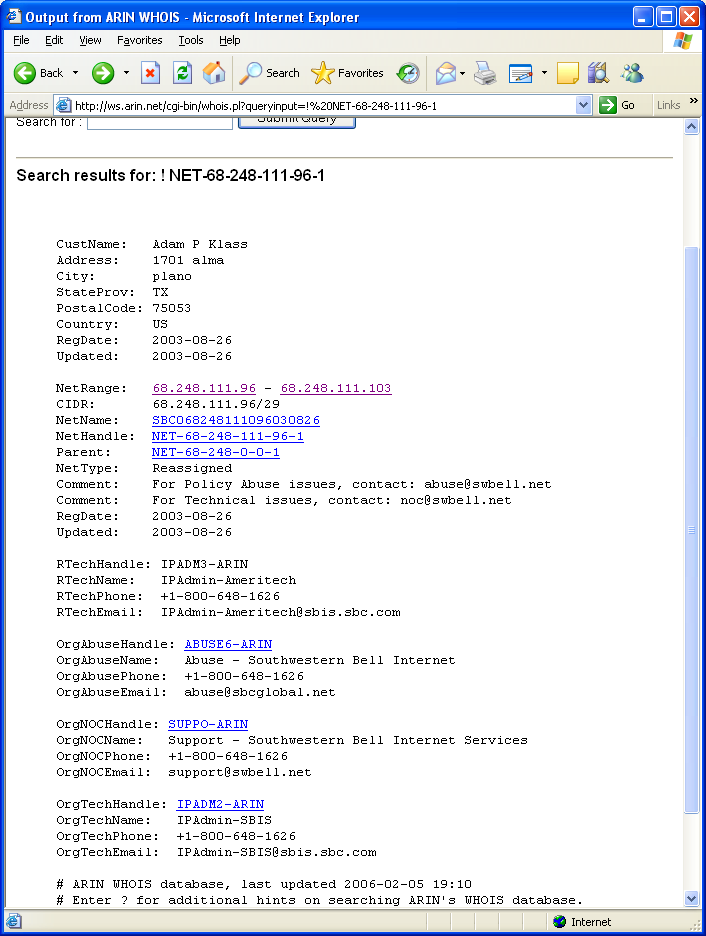 Output from ARIN WHOIS - Microsoft Internet Explorer
File Edit View Favorites Tools Help
Back Search Favorites
Address http://ws.arin.net/cgi-bin/whois.pl?queryinput=!%20NET-68-248-111-96-1 Go Links »
Search for : Submit Query
Search results for: ! NET-68-248-111-96-1
CustName: Adam P Klass
Address: 1701 alma
City: plano
StateProv: TX
PostalCode: 75053
Country: US
RegDate: 2003-08-26
Updated: 2003-08-26
NetRange: 68.248.111.96 - 68.248.111.103
CIDR: 68.248.111.96/29
NetName: SBC068248111096030826
NetHandle: NET-68-248-111-96-1
Parent: NET-68-248-0-0-1
NetType: Reassigned
Comment: For Policy Abuse issues, contact: abuse@swbell.net
Comment: For Technical issues, contact: noc@swbell.net
RegDate: 2003-08-26
Updated: 2003-08-26
RTechHandle: IPADM3-ARIN
RTechName: IPAdmin-Ameritech
RTechPhone: +1-800-648-1626
RTechEmail: IPAdmin-Ameritech@sbis.sbc.com
OrgAbuseHandle: ABUSE6-ARIN
OrgAbuseName: Abuse - Southwestern Bell Internet
OrgAbusePhone: +1-800-648-1626
OrgAbuseEmail: abuse@sbcglobal.net
OrgNOCHandle: SUPPO-ARIN
OrgNOCName: Support - Southwestern Bell Internet Services
OrgNOCPhone: +1-800-648-1626
OrgNOCEmail: support@swbell.net
OrgTechHandle: IPADM2-ARIN
OrgTechName: IPAdmin-SBIS
OrgTechPhone: +1-800-648-1626
OrgTechEmail: IPAdmin-SBIS@sbis.sbc.com
# ARIN WHOIS database, last updated 2006-02-05 19:10
# Enter ? for additional hints on searching ARIN's WHOIS database.
Internet